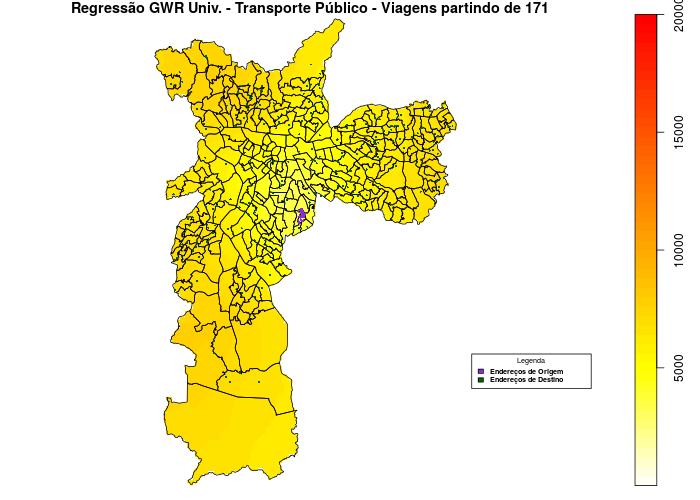 Regressão GWR Univ. - Transporte Público - Viagens partindo de 171
20000
15000
10000
5000
Legenda
Endereços de Origem
Endereços de Destino